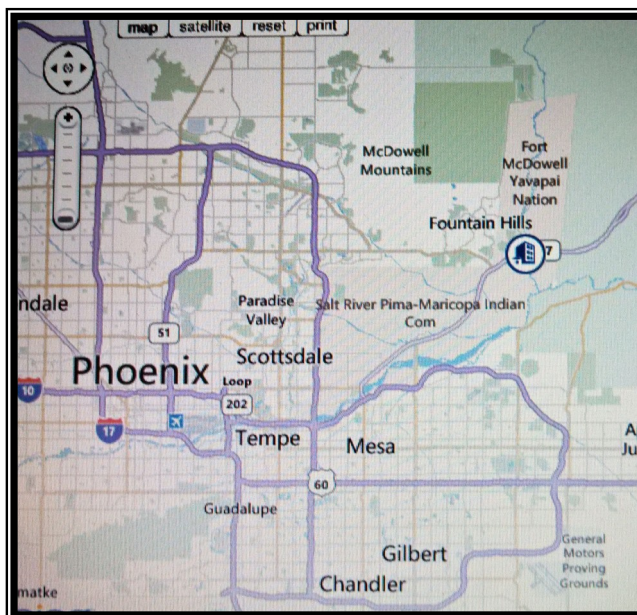 map satellite reset print
McDowell
Mountains
Fort
McDowell
Yavapai
Nation
Fountain Hills
7
ndale
Paradise
Valley
Salt River Pima-Maricopa Indian
Com
51
Scottsdale
Phoenix
Loop
202
10
17
Tempe
Mesa
A
Ju
60
Guadalupe
Gilbert
General
Motors
Proving
Grounds
Chandler
matke